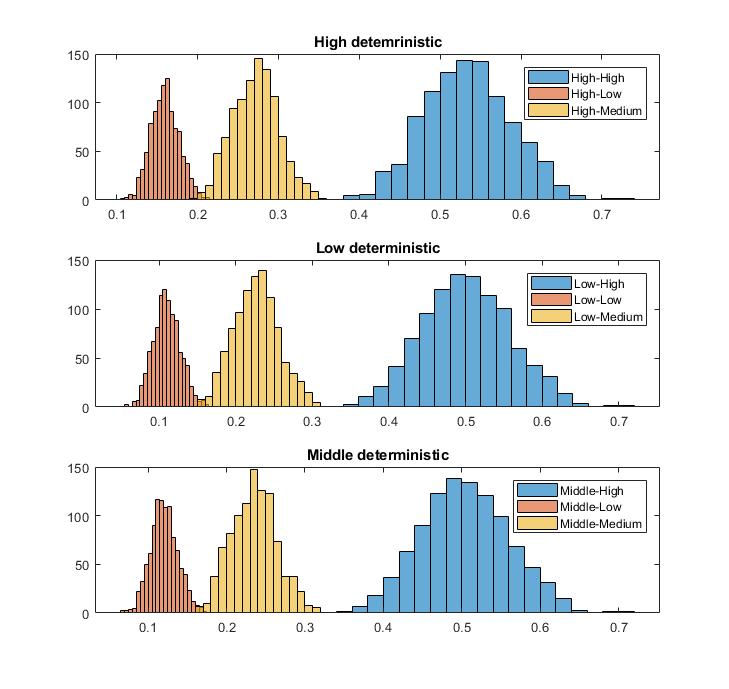 High detemrinistic
150
100
50
0
0.1 0.2 0.3 0.4 0.5 0.6 0.7
High-High
High-Low
High-Medium
Low deterministic
150
100
50
0
0.1 0.2 0.3 0.4 0.5 0.6 0.7
Low-High
Low-Low
Low-Medium
Middle deterministic
150
100
50
0
0.1 0.2 0.3 0.4 0.5 0.6 0.7
Middle-High
Middle-Low
Middle-Medium